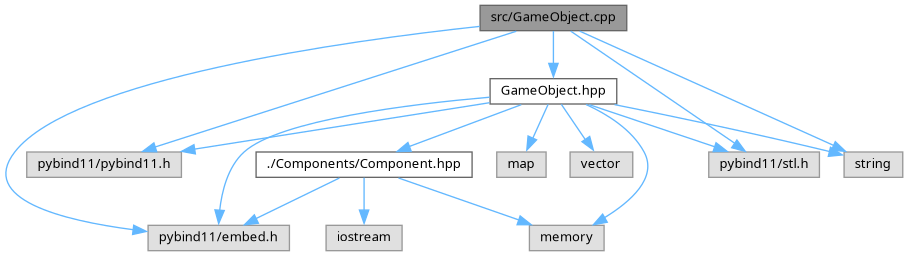 src/GameObject.cpp
GameObject.hpp
pybind11/pybind11.h
./Components/Component.hpp
map
vector
pybind11/stl.h
string
pybind11/embed.h
iostream
memory